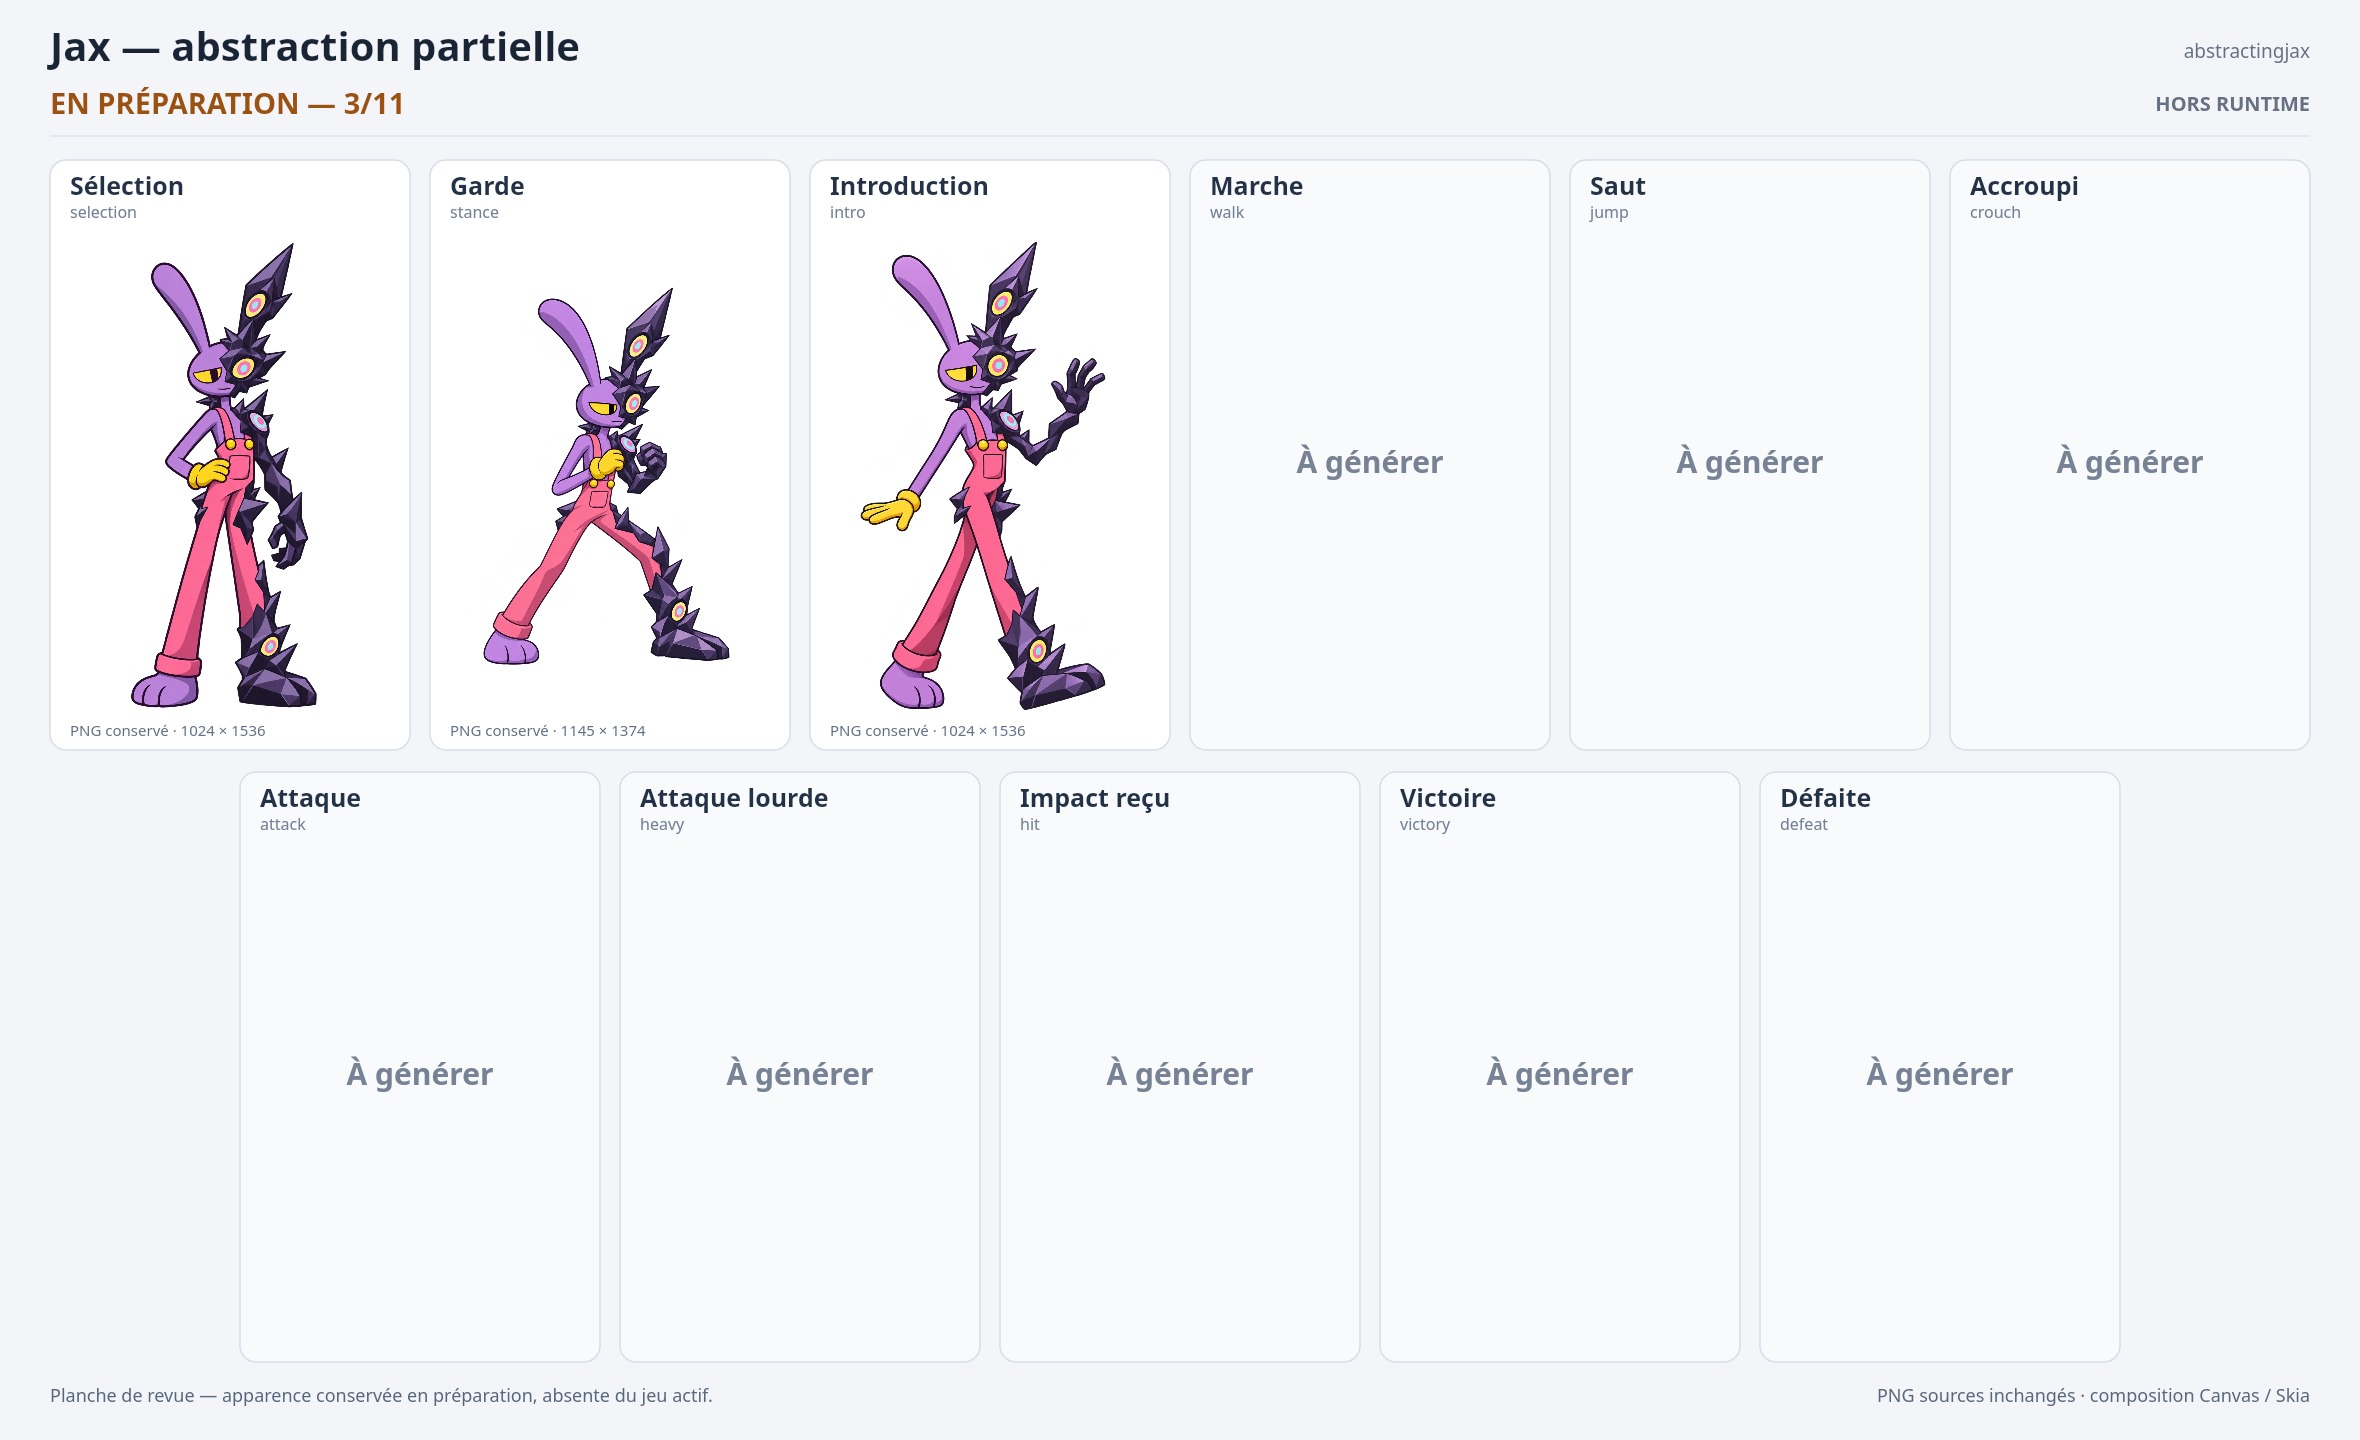 Jax — abstraction partielle
abstractingjax
EN PRÉPARATION — 3/11
HORS RUNTIME
Sélection
selection
PNG conservé · 1024 × 1536
Garde
stance
PNG conservé · 1145 × 1374
Introduction
intro
PNG conservé · 1024 × 1536
Marche
walk
À générer
Saut
jump
À générer
Accroupi
crouch
À générer
Attaque
attack
À générer
Attaque lourde
heavy
À générer
Impact reçu
hit
À générer
Victoire
victory
À générer
Défaite
defeat
À générer
Planche de revue — apparence conservée en préparation, absente du jeu actif.
PNG sources inchangés · composition Canvas / Skia